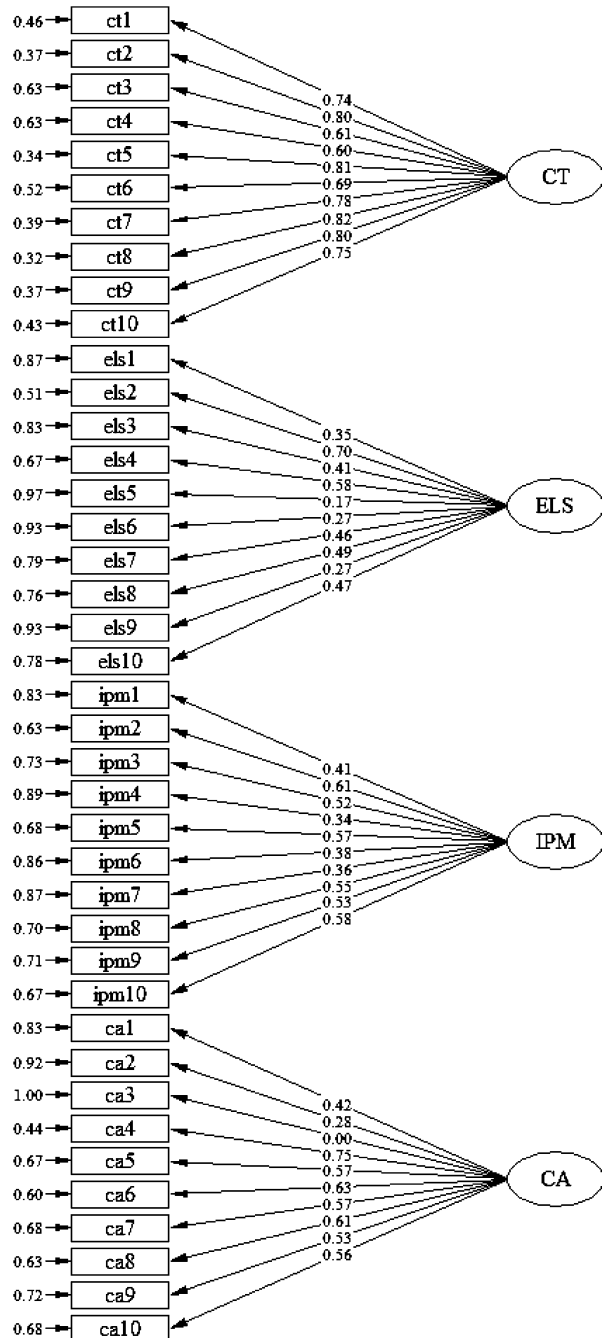 0.46 ct1
0.37 ct2
0.63 ct3
0.63 ct4
0.34 ct5
0.52 ct6
0.39 ct7
0.32 ct8
0.37 ct9
0.43 ct10
0.74
0.80
0.61
0.60
0.81
0.69
0.78
0.82
0.80
0.75
CT
0.87 els1
0.51 els2
0.83 els3
0.67 els4
0.97 els5
0.93 els6
0.79 els7
0.76 els8
0.93 els9
0.78 els10
0.35
0.70
0.41
0.58
0.17
0.27
0.46
0.49
0.27
0.47
ELS
0.83 ipm1
0.63 ipm2
0.73 ipm3
0.89 ipm4
0.68 ipm5
0.86 ipm6
0.87 ipm7
0.70 ipm8
0.71 ipm9
0.67 ipm10
0.41
0.61
0.52
0.34
0.57
0.38
0.36
0.55
0.53
0.58
IPM
0.83 ca1
0.92 ca2
1.00 ca3
0.44 ca4
0.67 ca5
0.60 ca6
0.68 ca7
0.63 ca8
0.72 ca9
0.68 ca10
0.42
0.28
0.00
0.75
0.57
0.63
0.57
0.61
0.53
0.56
CA